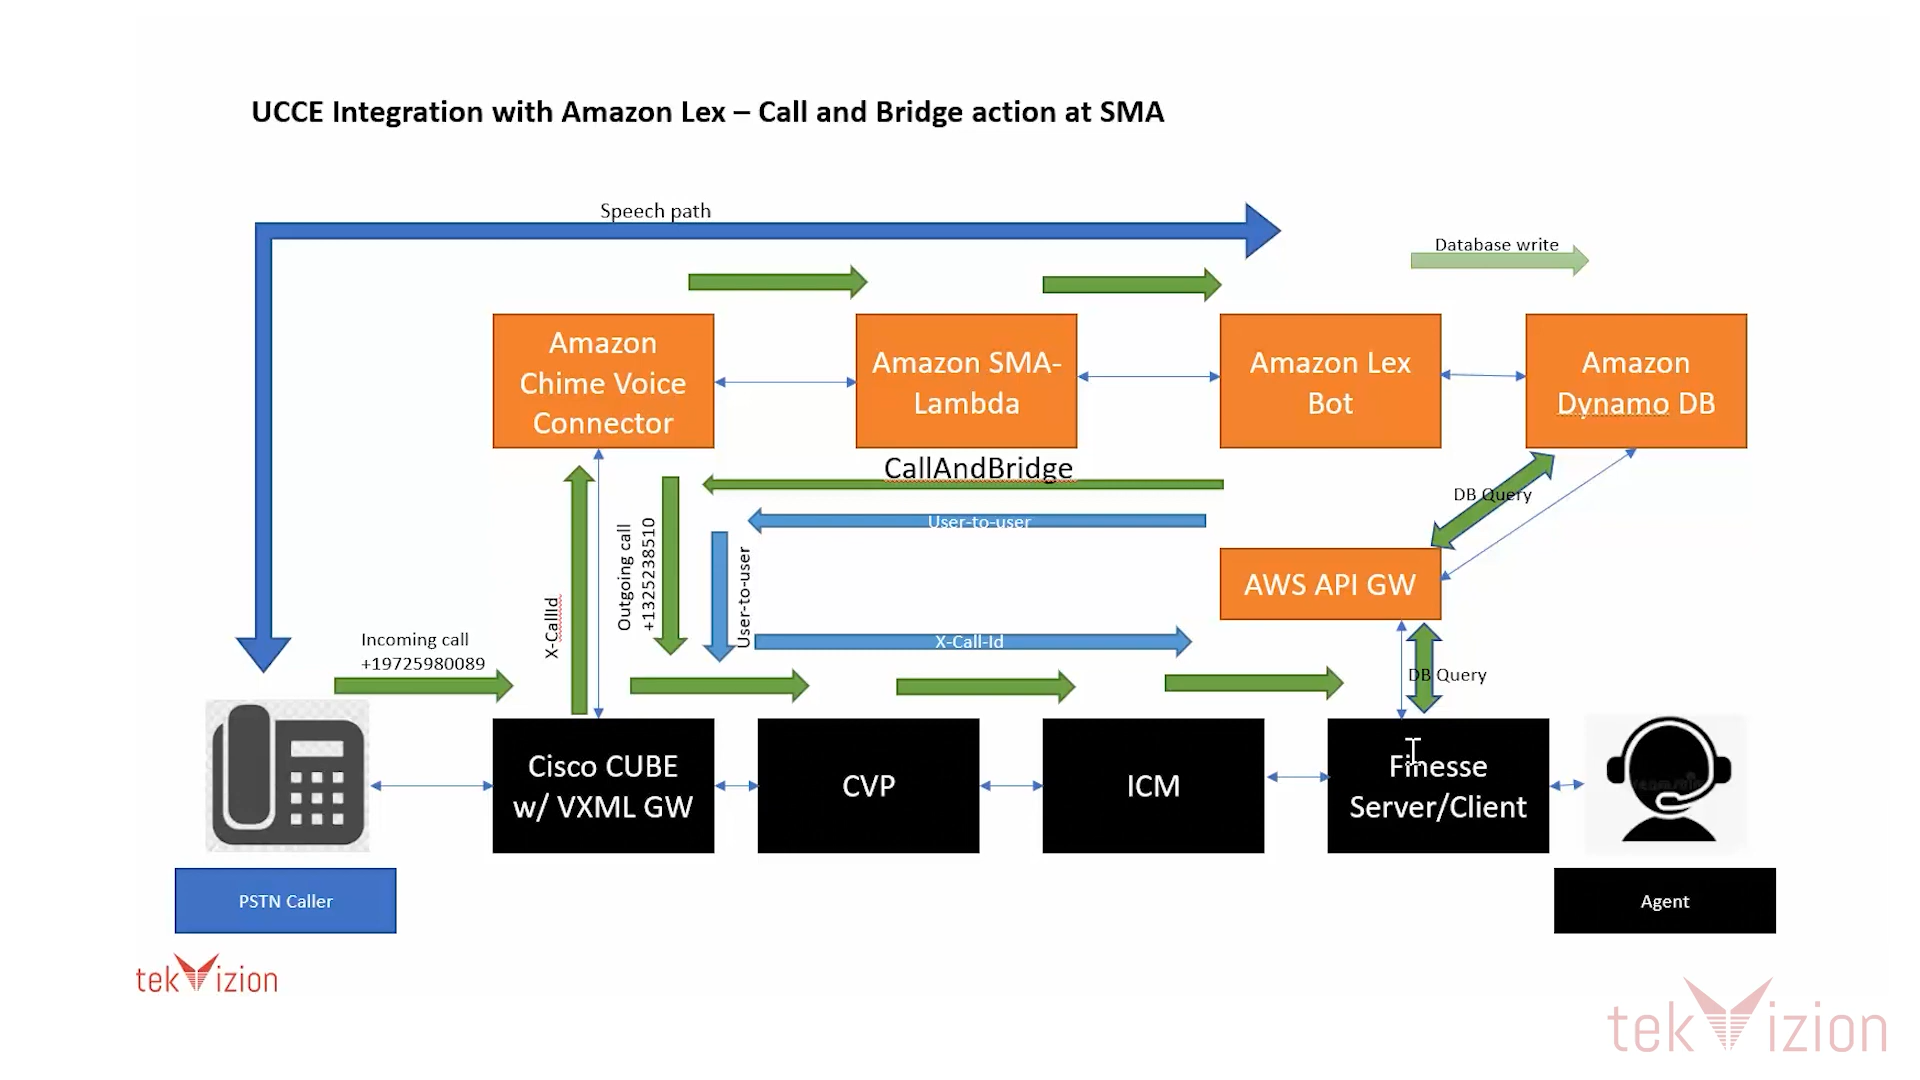 UCCE Integration with Amazon Lex – Call and Bridge action at SMA
Speech path
Database write
Amazon
Chime Voice
Connector
Amazon SMA-
Lambda
Amazon Lex
Bot
Amazon
Dynamo DB
CallAndBridge
DB Query
User-to-user
Outgoing call
+1325238510
User-to-user
X-CallId
AWS API GW
Incoming call
+19725980089
X-Call-Id
DB Query
Cisco CUBE
w/ VXML GW
CVP
ICM
Finesse
Server/Client
PSTN Caller
Agent
tekVizion
tekVizion